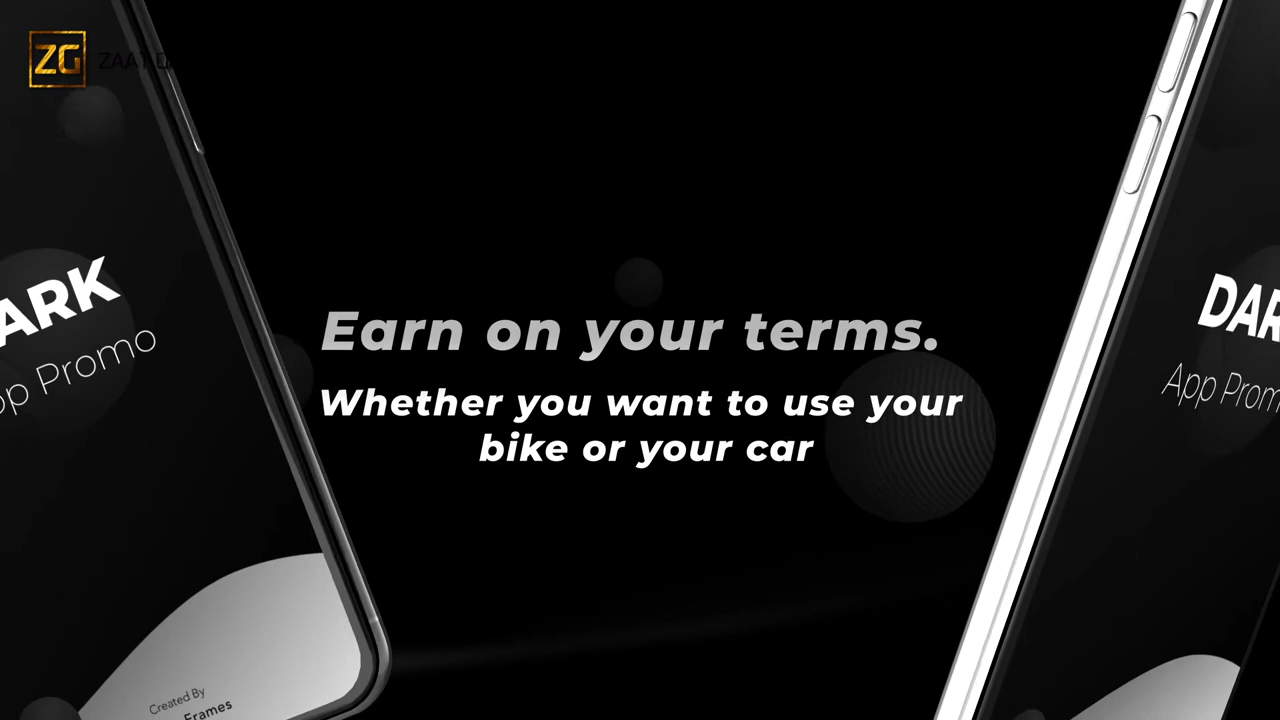 ZG
Earn on your terms.
Whether you want to use your
bike or your car
ARK
Promo
DAR
App Prom
Created By
Frames